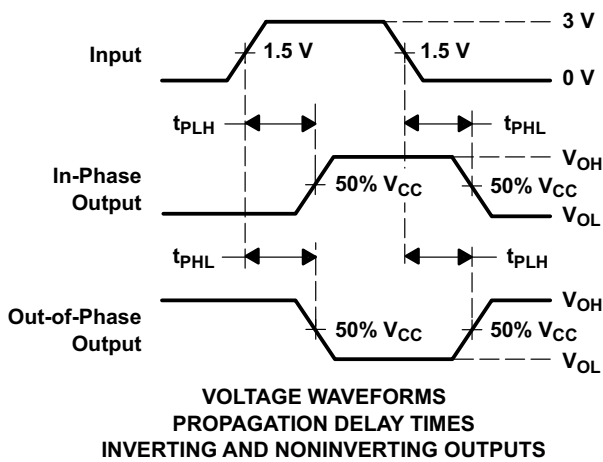 3 V
Input
1.5 V
1.5 V
0 V
tPLH
tPHL
VOH
In-Phase
Output
50% VCC
50% VCC
VOL
tPHL
tPLH
VOH
Out-of-Phase
Output
50% VCC
50% VCC
VOL
VOLTAGE WAVEFORMS
PROPAGATION DELAY TIMES
INVERTING AND NONINVERTING OUTPUTS